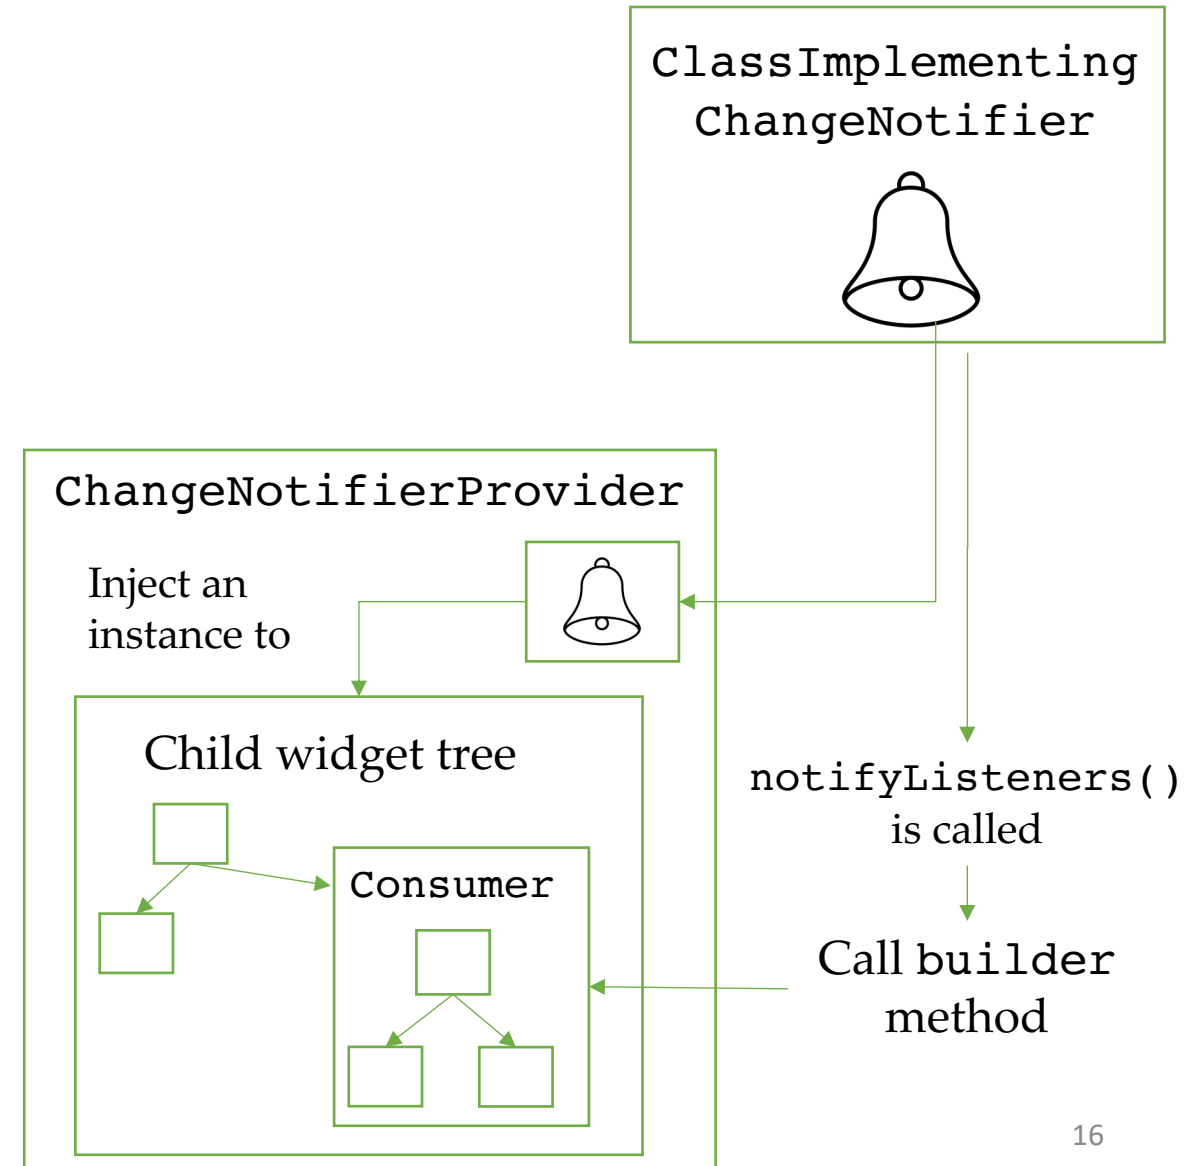 ClassImplementing
ChangeNotifier
ChangeNotifierProvider
Inject an
instance to
Child widget tree
Consumer
notifyListeners()
is called
Call builder
method
16